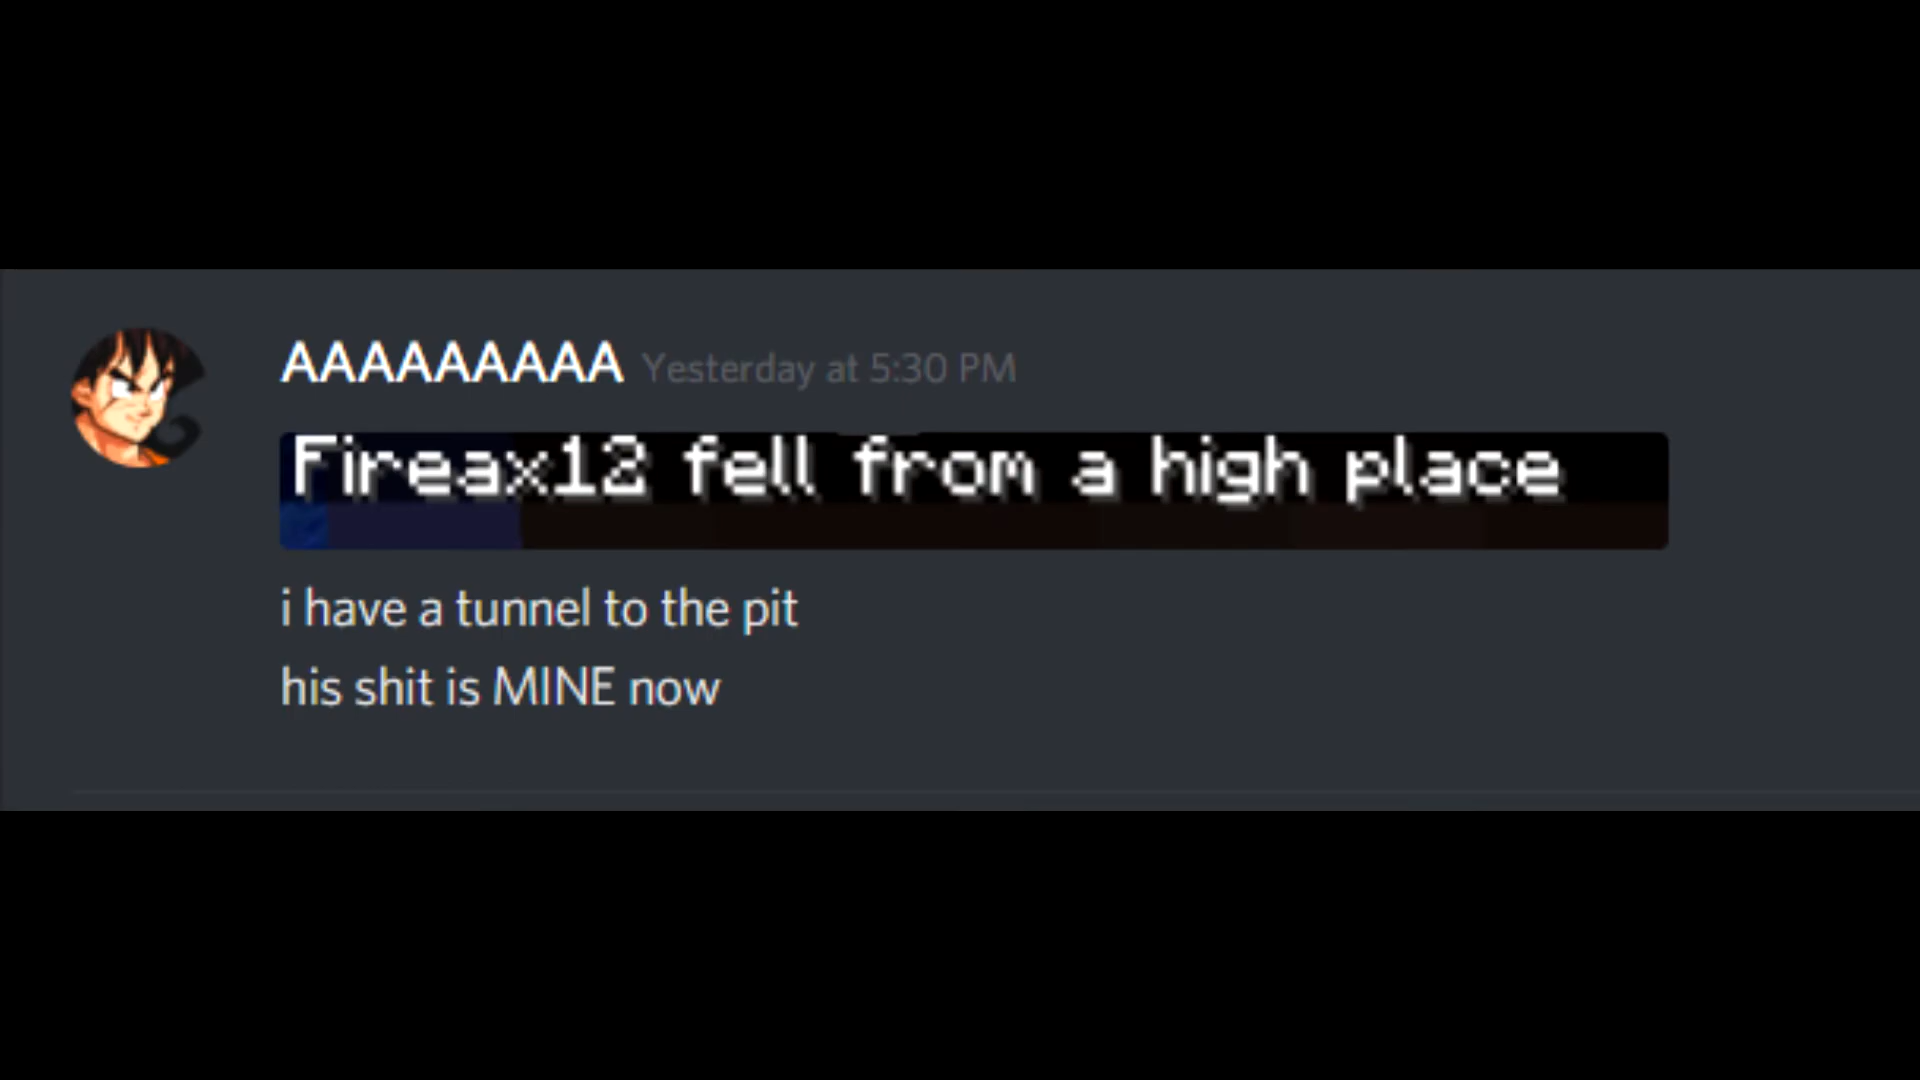 AAAAAAAAA Yesterday at 5:30 PM
Fireax12 fell from a high place
i have a tunnel to the pit
his shit is MINE now